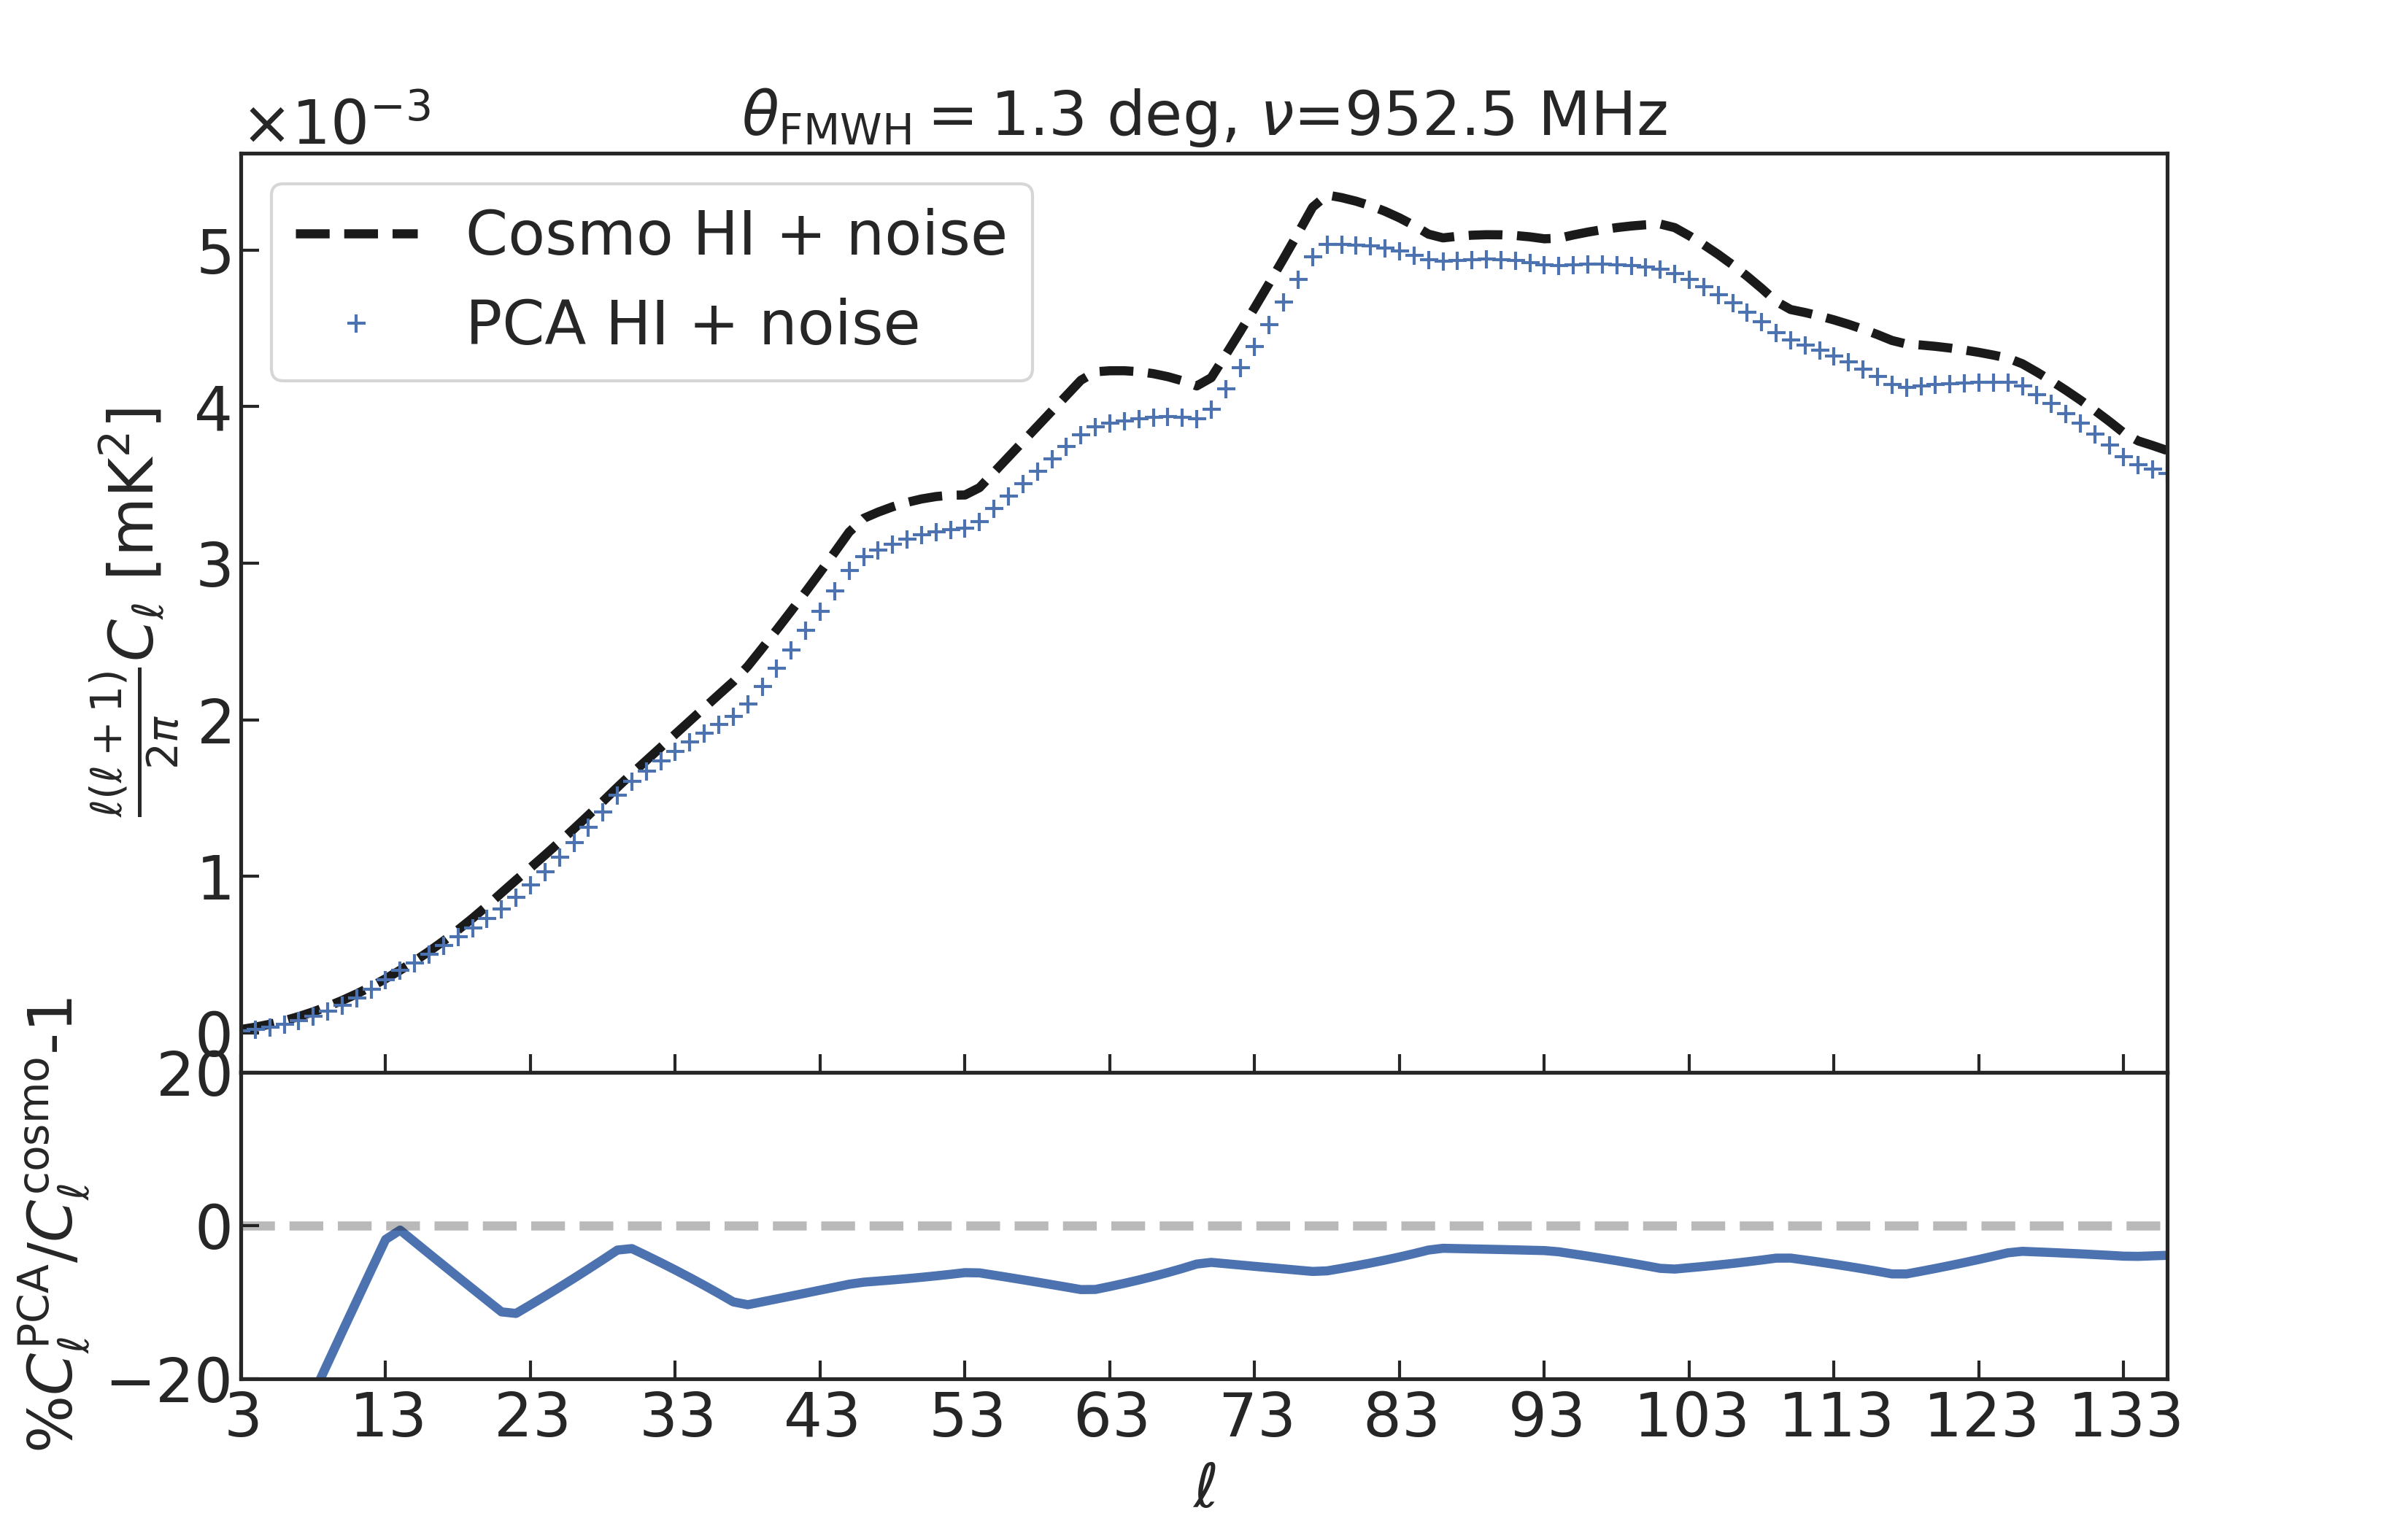 ×10⁻³
θ_FMWH = 1.3 deg, ν=952.5 MHz
Cosmo HI + noise
PCA HI + noise
ℓ(ℓ + 1)/2π C_ℓ [mK²]
5
4
3
2
1
0
%C_ℓ^PCA/C_ℓ^cosmo-1
20
0
−20
3 13 23 33 43 53 63 73 83 93 103 113 123 133
ℓ